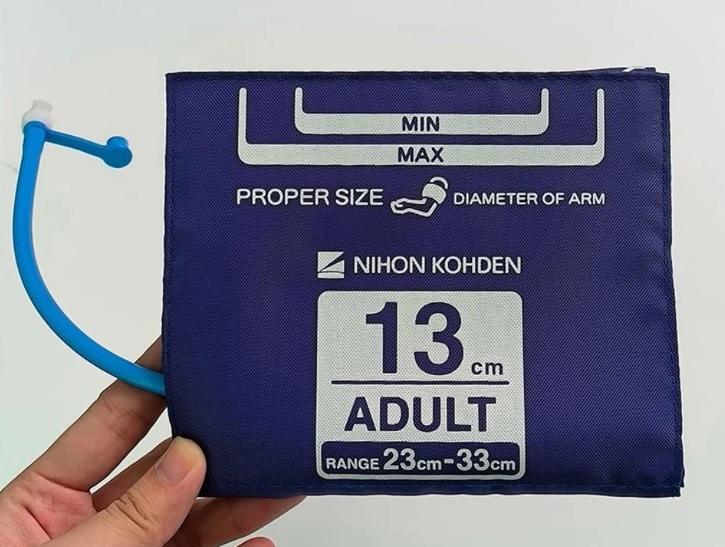 MIN
MAX
PROPER SIZE DIAMETER OF ARM
NIHON KOHDEN
13 cm
ADULT
RANGE 23cm-33cm